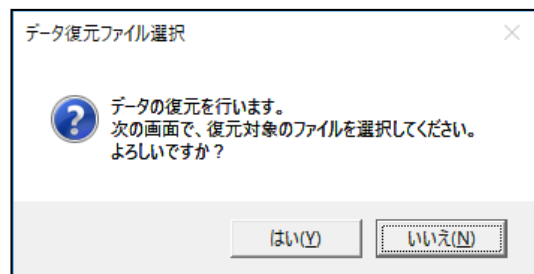 データ復元ファイル選択
データの復元を行います。
次の画面で、復元対象のファイルを選択してください。
よろしいですか？
はい(Y)
いいえ(N)